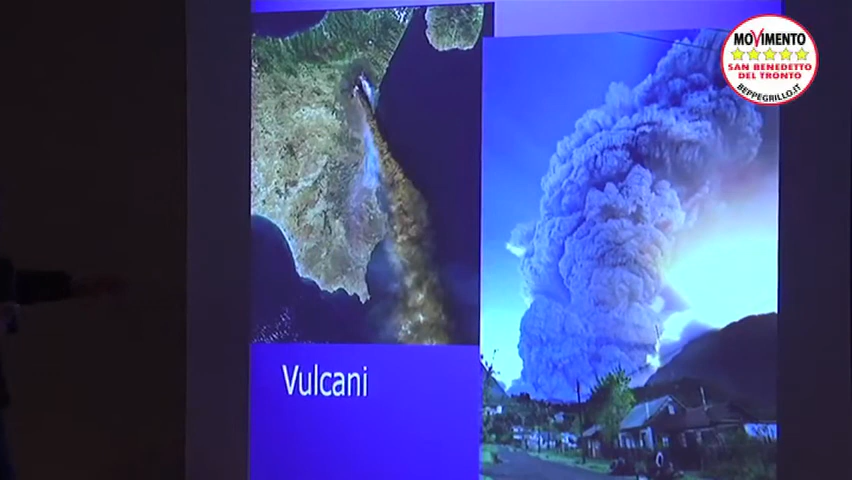 MOVIMENTO
SAN BENEDETTO
DEL TRONTO
BEPPEGRILLO.IT
Vulcani